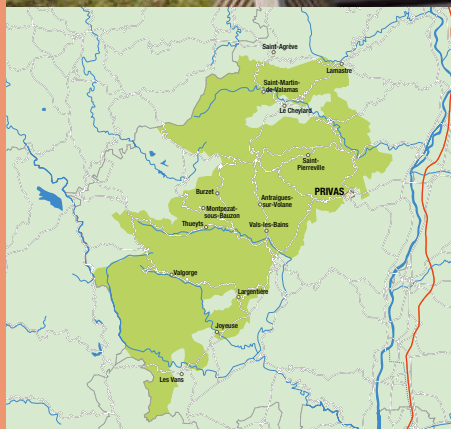 Saint-Agrève
Lamastre
Saint-Martin-
de-Valamas
Le Cheylard
Saint-
Pierreville
PRIVAS
Burzet
Antraigues-
sur-Volane
Montpezat-
sous-Bauzon
Thueyts
Vals-les-Bains
Valgorge
Largentière
Joyeuse
Les Vans